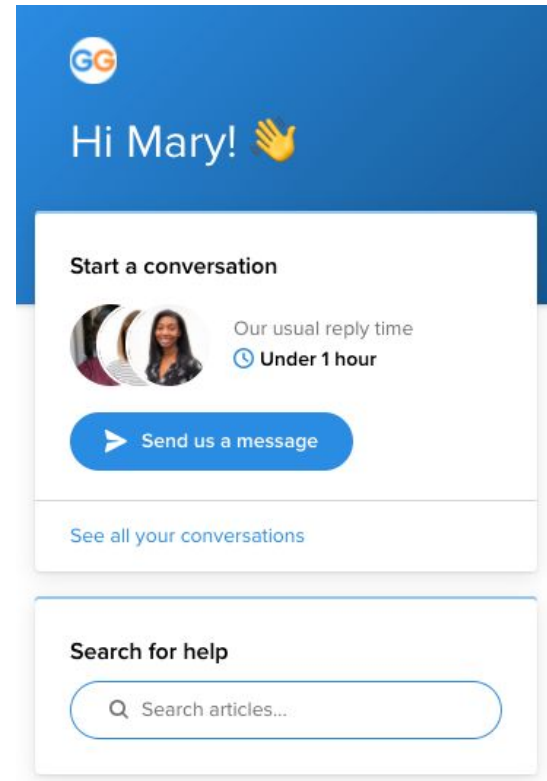 GG
Hi Mary! 👋
Start a conversation
Our usual reply time
Under 1 hour
Send us a message
See all your conversations
Search for help
Search articles...